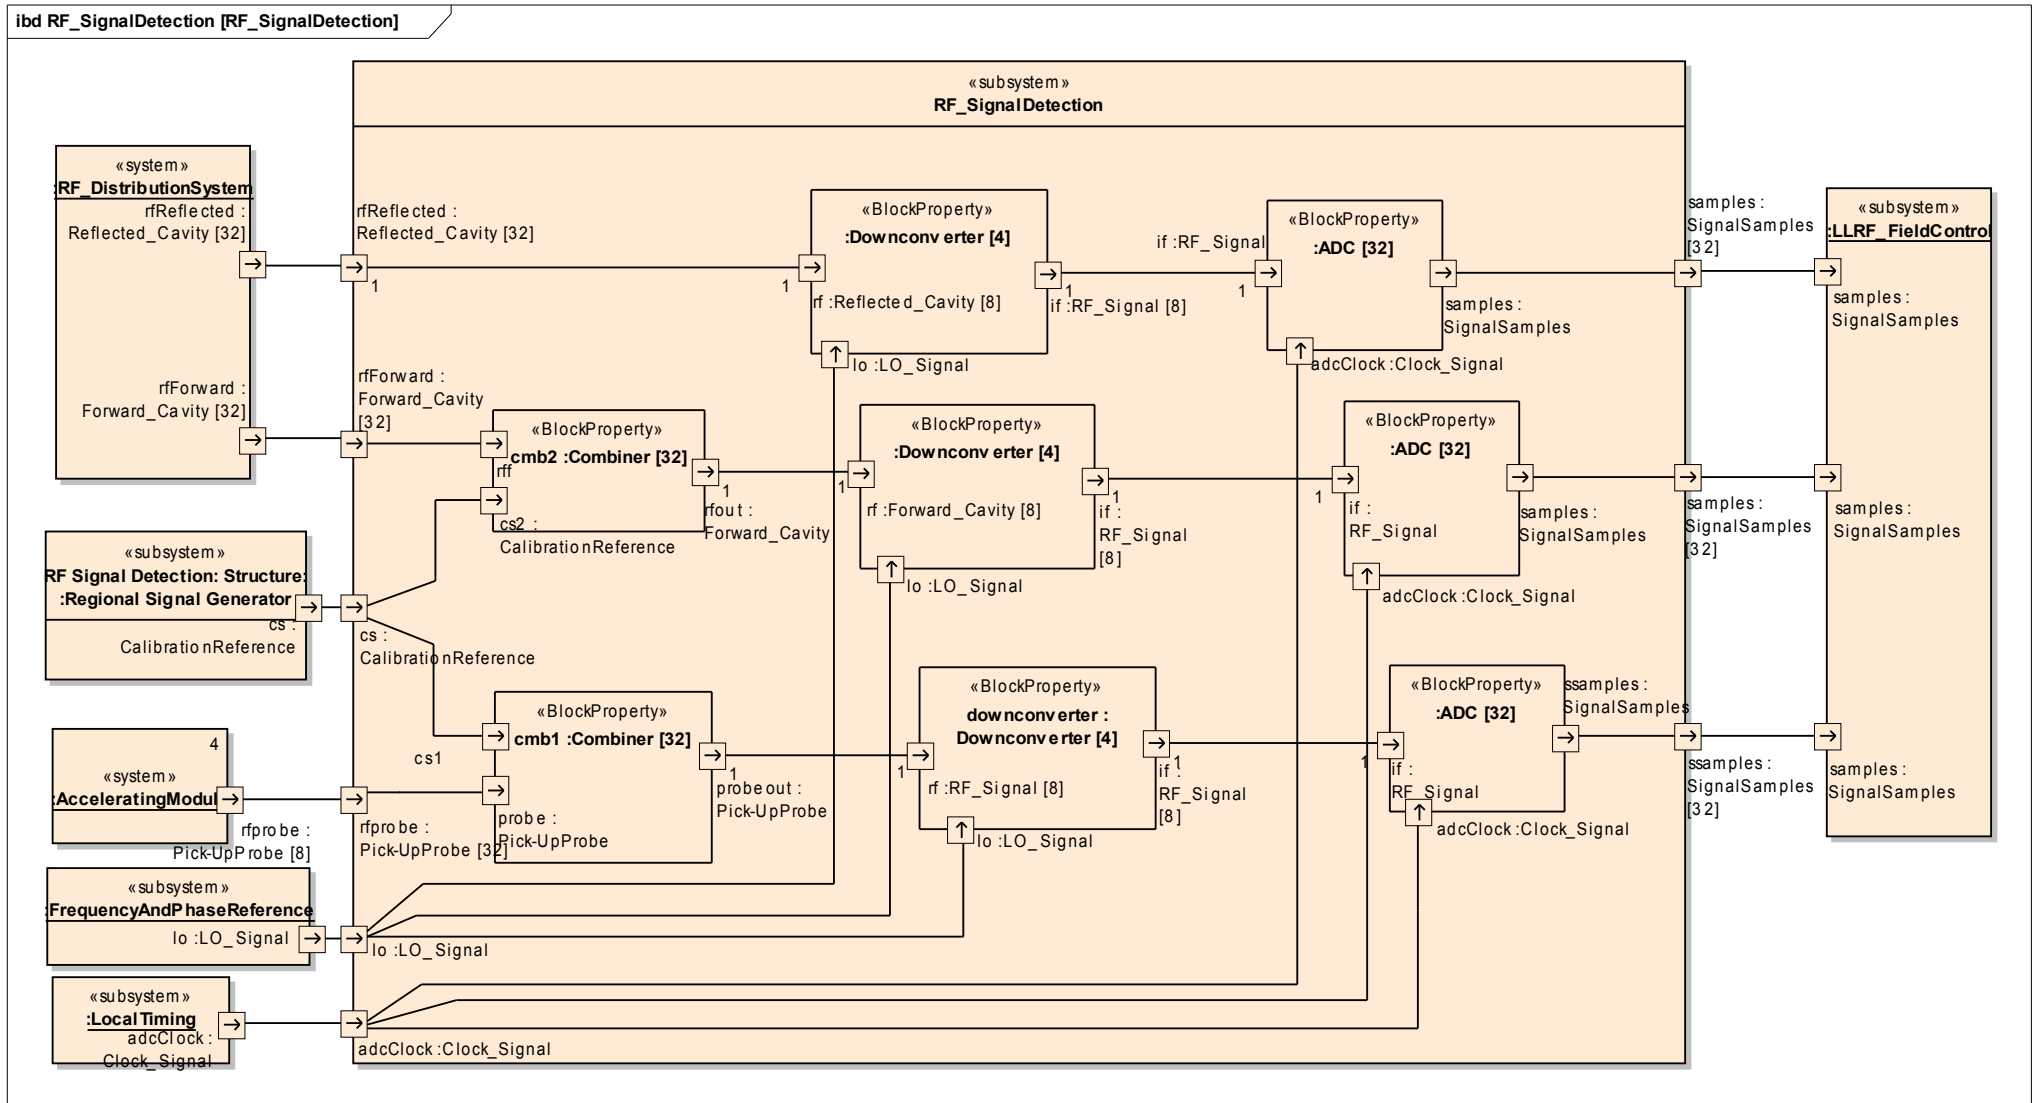 ibd RF_SignalDetection [RF_SignalDetection]
«subsystem»
RF_SignalDetection
«system»
:RF_DistributionSystem
rfReflected :
Reflected_Cavity [32]
rfForward :
Forward_Cavity [32]
rfReflected :
Reflected_Cavity [32]
1
rfForward :
Forward_Cavity
[32]
«BlockProperty»
:Downconverter [4]
1
rf :Reflected_Cavity [8]
1
if :RF_Signal [8]
lo :LO_Signal
if :RF_Signal
1
«BlockProperty»
:ADC [32]
samples :
SignalSamples
adcClock :Clock_Signal
samples :
SignalSamples
[32]
«subsystem»
:LLRF_FieldControl
samples :
SignalSamples
«BlockProperty»
cmb2 :Combiner [32]
rff
cs2 :
CalibrationReference
1
rfout :
Forward_Cavity
«BlockProperty»
:Downconverter [4]
1
rf :Forward_Cavity [8]
1
if :
RF_Signal
[8]
lo :LO_Signal
«BlockProperty»
:ADC [32]
1
if :
RF_Signal
samples :
SignalSamples
adcClock :Clock_Signal
samples :
SignalSamples
[32]
samples :
SignalSamples
«subsystem»
RF Signal Detection: Structure:
:Regional Signal Generator
cs :
CalibrationReference
cs :
CalibrationReference
«BlockProperty»
cmb1 :Combiner [32]
cs1
probe :
Pick-UpProbe
1
probeout :
Pick-UpProbe
«BlockProperty»
downconverter :
Downconverter [4]
1
rf :RF_Signal [8]
1
if :
RF_Signal
[8]
lo :LO_Signal
«BlockProperty»
:ADC [32]
1
if :
RF_Signal
ssamples :
SignalSamples
adcClock :Clock_Signal
ssamples :
SignalSamples
[32]
samples :
SignalSamples
4
«system»
:AcceleratingModul
rfprobe :
Pick-UpProbe [8]
rfprobe :
Pick-UpProbe [32]
«subsystem»
:FrequencyAndPhaseReference
lo :LO_Signal
lo :LO_Signal
«subsystem»
:LocalTiming
adcClock :
Clock_Signal
adcClock :Clock_Signal